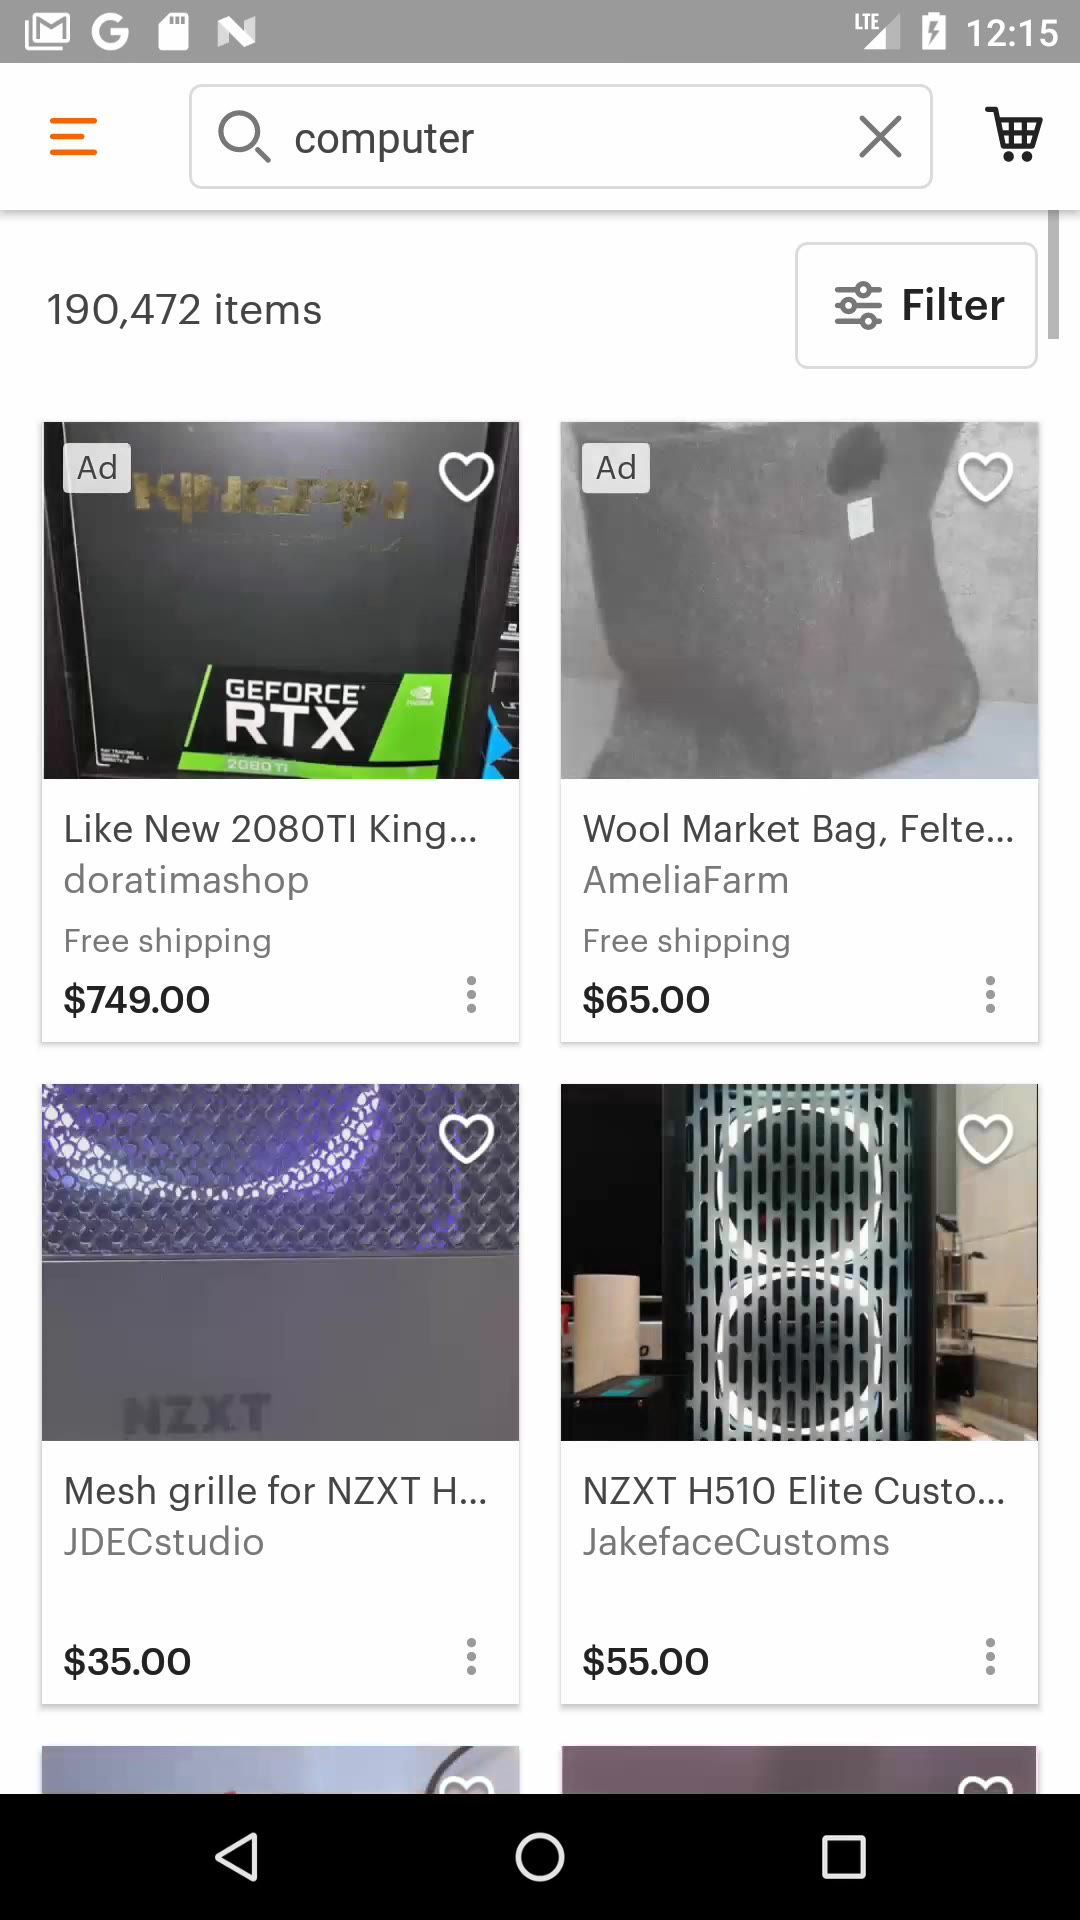 LTE 12:15
computer
190,472 items
Filter
Ad
KINGPIN
GEFORCE
RTX
2080 TI
Ad
Like New 2080TI King...
doratimashop
Free shipping
$749.00
Wool Market Bag, Felte...
AmeliaFarm
Free shipping
$65.00
NZXT
Mesh grille for NZXT H...
JDECstudio
$35.00
NZXT H510 Elite Custo...
JakefaceCustoms
$55.00